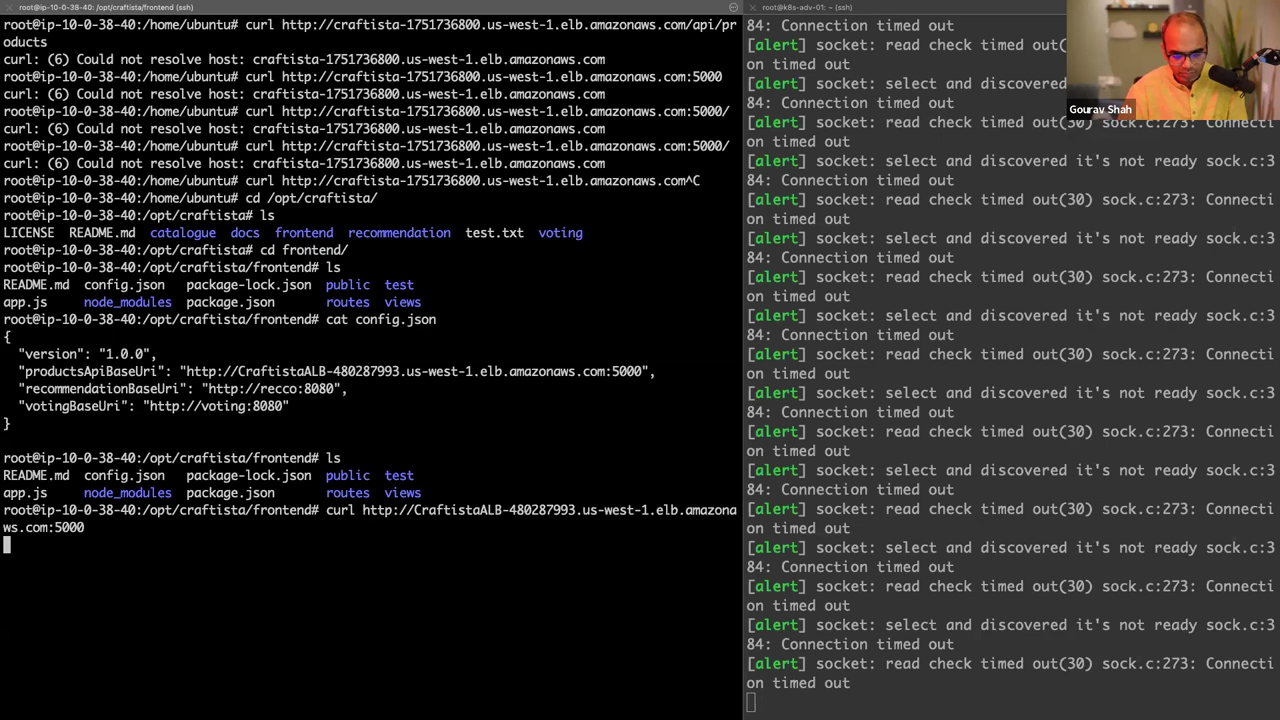 root@ip-10-0-38-40: /opt/craftista/frontend (ssh)
root@ip-10-0-38-40:/home/ubuntu# curl http://craftista-1751736800.us-west-1.elb.amazonaws.com/api/pr
oducts
curl: (6) Could not resolve host: craftista-1751736800.us-west-1.elb.amazonaws.com
root@ip-10-0-38-40:/home/ubuntu# curl http://craftista-1751736800.us-west-1.elb.amazonaws.com:5000
curl: (6) Could not resolve host: craftista-1751736800.us-west-1.elb.amazonaws.com
root@ip-10-0-38-40:/home/ubuntu# curl http://craftista-1751736800.us-west-1.elb.amazonaws.com:5000/
curl: (6) Could not resolve host: craftista-1751736800.us-west-1.elb.amazonaws.com
root@ip-10-0-38-40:/home/ubuntu# curl http://craftista-1751736800.us-west-1.elb.amazonaws.com:5000/
curl: (6) Could not resolve host: craftista-1751736800.us-west-1.elb.amazonaws.com
root@ip-10-0-38-40:/home/ubuntu# curl http://craftista-1751736800.us-west-1.elb.amazonaws.com^C
root@ip-10-0-38-40:/home/ubuntu# cd /opt/craftista/
root@ip-10-0-38-40:/opt/craftista# ls
LICENSE README.md catalogue docs frontend recommendation test.txt voting
root@ip-10-0-38-40:/opt/craftista# cd frontend/
root@ip-10-0-38-40:/opt/craftista/frontend# ls
README.md config.json package-lock.json public test
app.js node_modules package.json routes views
root@ip-10-0-38-40:/opt/craftista/frontend# cat config.json
{
"version": "1.0.0",
"productsApiBaseUri": "http://CraftistaALB-480287993.us-west-1.elb.amazonaws.com:5000",
"recommendationBaseUri": "http://recco:8080",
"votingBaseUri": "http://voting:8080"
}
root@ip-10-0-38-40:/opt/craftista/frontend# ls
README.md config.json package-lock.json public test
app.js node_modules package.json routes views
root@ip-10-0-38-40:/opt/craftista/frontend# curl http://CraftistaALB-480287993.us-west-1.elb.amazona
ws.com:5000
root@k8s-adv-01: ~ (ssh)
84: Connection timed out
[alert] socket: read check timed out(
on timed out
[alert] socket: select and discovered
84: Connection timed out
[alert] socket: read check timed out(30) sock.c:273: Connecti
on timed out
[alert] socket: select and discovered it's not ready sock.c:3
84: Connection timed out
[alert] socket: read check timed out(30) sock.c:273: Connecti
on timed out
[alert] socket: select and discovered it's not ready sock.c:3
84: Connection timed out
[alert] socket: read check timed out(30) sock.c:273: Connecti
on timed out
[alert] socket: select and discovered it's not ready sock.c:3
84: Connection timed out
[alert] socket: read check timed out(30) sock.c:273: Connecti
on timed out
[alert] socket: select and discovered it's not ready sock.c:3
84: Connection timed out
[alert] socket: read check timed out(30) sock.c:273: Connecti
on timed out
[alert] socket: select and discovered it's not ready sock.c:3
84: Connection timed out
[alert] socket: read check timed out(30) sock.c:273: Connecti
on timed out
[alert] socket: select and discovered it's not ready sock.c:3
84: Connection timed out
[alert] socket: read check timed out(30) sock.c:273: Connecti
on timed out
[alert] socket: select and discovered it's not ready sock.c:3
84: Connection timed out
[alert] socket: read check timed out(30) sock.c:273: Connecti
on timed out
Gourav Shah